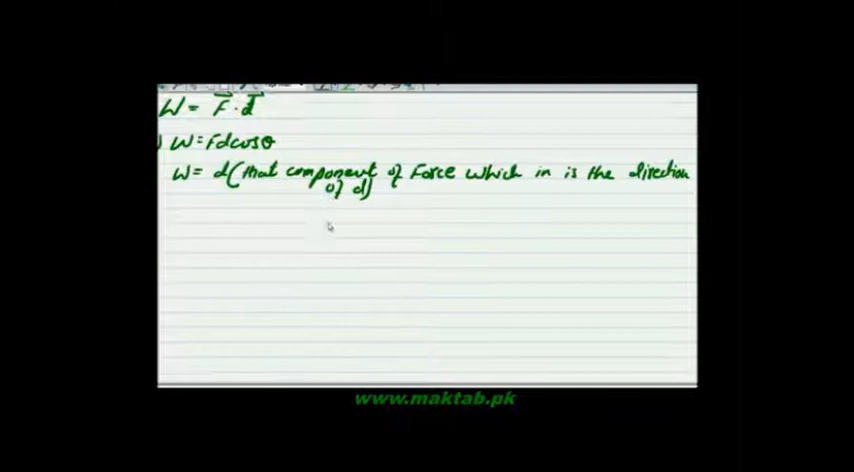 W = F⃗ · d⃗
) W = Fdcosθ
W = d(that component of Force which in is the direction
of d)
www.maktab.pk